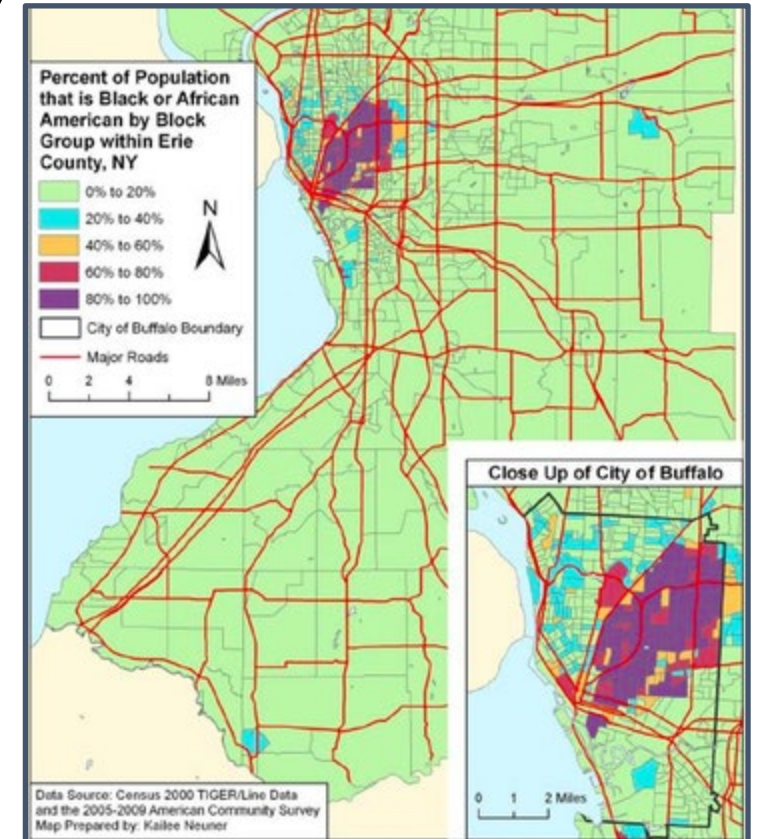 Percent of Population
that is Black or African
American by Block
Group within Erie
County, NY
0% to 20%
20% to 40%
40% to 60%
60% to 80%
80% to 100%
City of Buffalo Boundary
Major Roads
N
0 2 4 8 Miles
Close Up of City of Buffalo
0 1 2 Miles
Data Source: Census 2000 TIGER/Line Data
and the 2005-2009 American Community Survey
Map Prepared by: Kailee Neuner